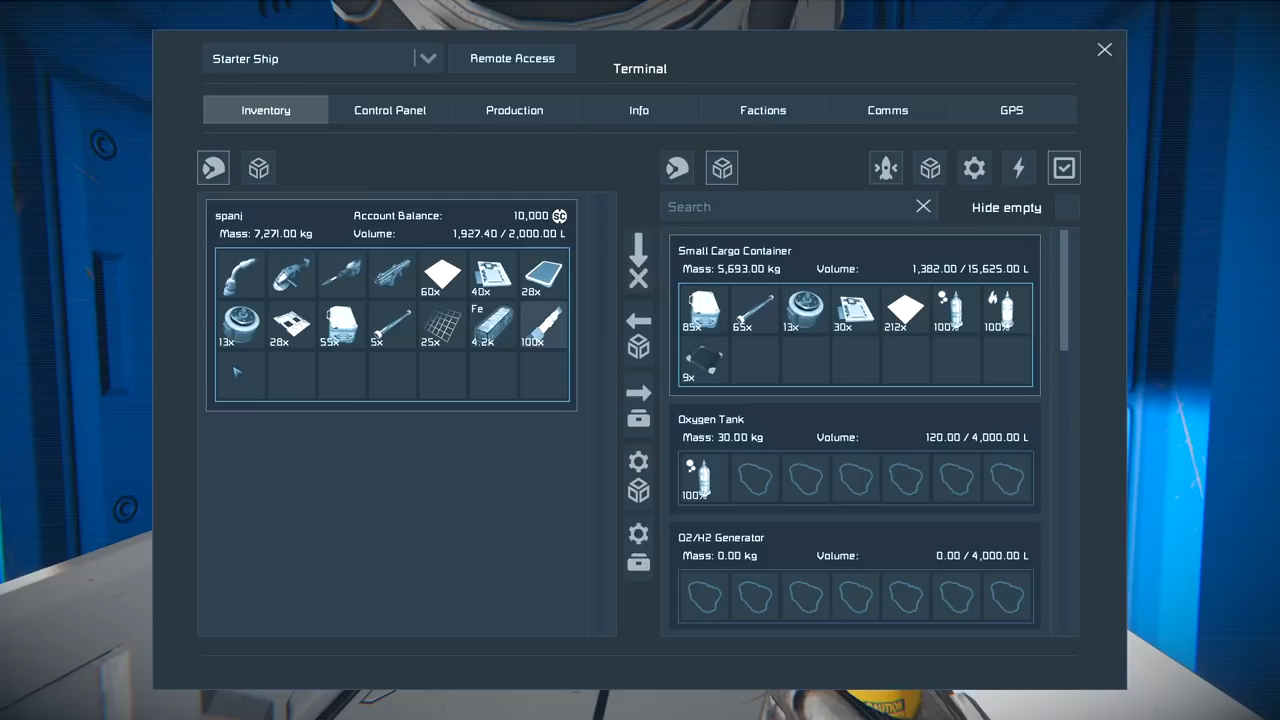 Starter Ship
Remote Access
Terminal
Inventory
Control Panel
Production
Info
Factions
Comms
GPS
Search
Hide empty
spanj
Account Balance: 10,000 SC
Mass: 7,271.00 kg
Volume: 1,927.40 / 2,000.00 L
60x
40x
28x
13x
28x
55x
5x
25x
Fe
4.2k
100x
Small Cargo Container
Mass: 5,693.00 kg
Volume: 1,382.00 / 15,625.00 L
85x
65x
13x
30x
212x
100%
100%
9x
Oxygen Tank
Mass: 30.00 kg
Volume: 120.00 / 4,000.00 L
100%
O2/H2 Generator
Mass: 0.00 kg
Volume: 0.00 / 4,000.00 L
CAUTION